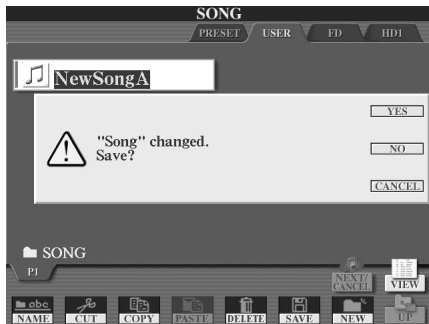 SONG
PRESET USER FD HD1
NewSongA
YES
"Song" changed.
Save?
NO
CANCEL
SONG
P1
NEXT/
CANCEL
VIEW
abc
NAME CUT COPY PASTE DELETE SAVE NEW UP